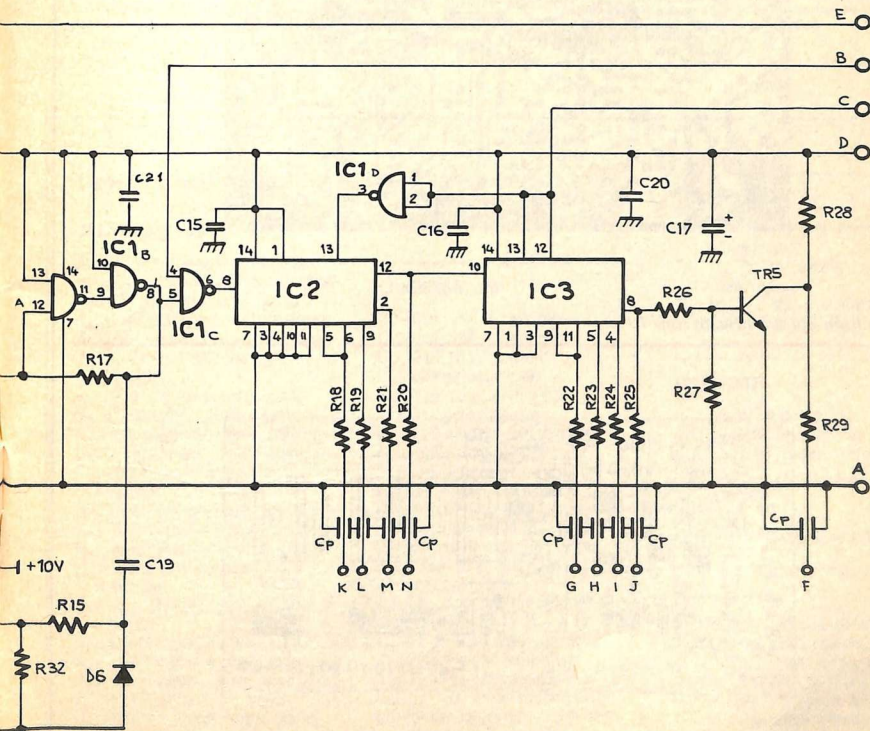 E
B
C
D
IC1D
C21
3 1
2
C20
R28
C15
C16
C17 + -
IC1B
10
13 14
14 1 13
14 13 12
TR5
A 12 11 9 8
4 6 8
5
IC2
12
2
10
IC3
8
R26
7
IC1C
7 3 4 10 11 5 6 9
7 1 3 9 11 5 4
R17
R18
R19
R21
R20
R22
R23
R24
R25
R27
R29
A
Cp
Cp
Cp
Cp
Cp
+10V
C19
K L M N
G H I J
F
R15
R32
D6